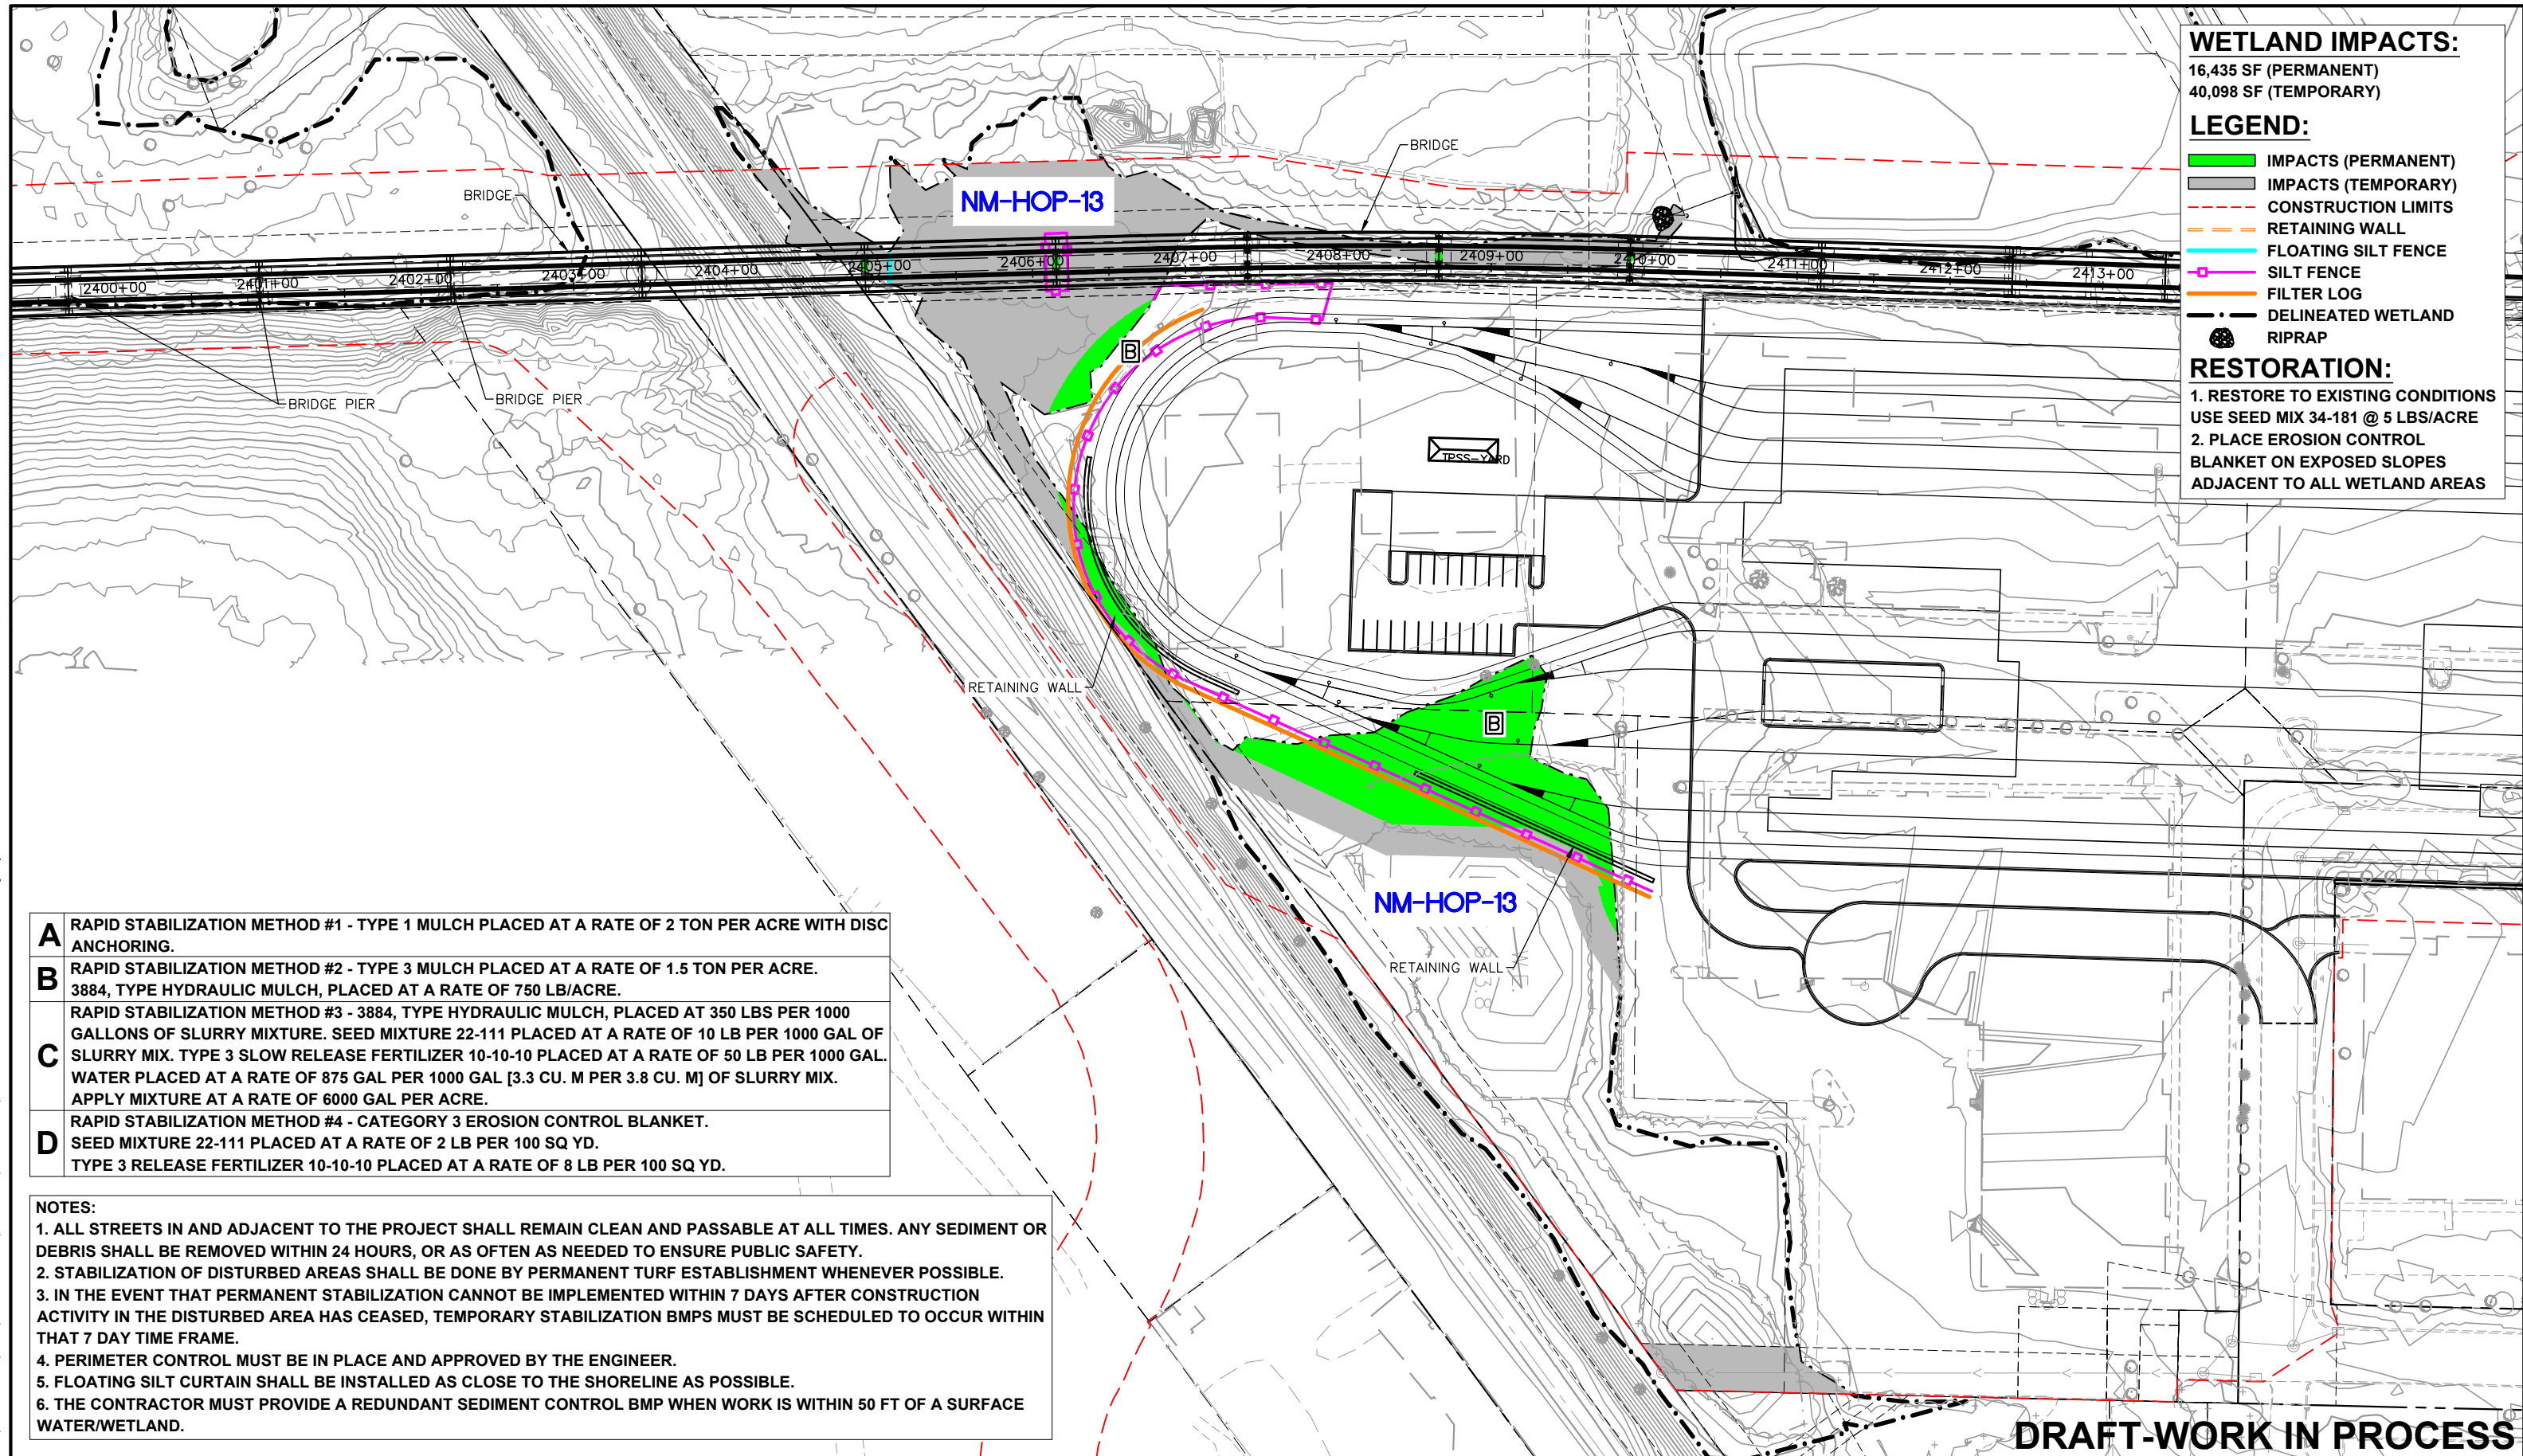 WETLAND IMPACTS:
16,435 SF (PERMANENT)
40,098 SF (TEMPORARY)
LEGEND:
IMPACTS (PERMANENT)
IMPACTS (TEMPORARY)
CONSTRUCTION LIMITS
RETAINING WALL
FLOATING SILT FENCE
SILT FENCE
FILTER LOG
DELINEATED WETLAND
RIPRAP
RESTORATION:
1. RESTORE TO EXISTING CONDITIONS
USE SEED MIX 34-181 @ 5 LBS/ACRE
2. PLACE EROSION CONTROL
BLANKET ON EXPOSED SLOPES
ADJACENT TO ALL WETLAND AREAS
BRIDGE
BRIDGE
NM-HOP-13
2400+00
2401+00
2402+00
2403+00
2404+00
2405+00
2406+00
2407+00
2408+00
2409+00
2410+00
2411+00
2412+00
2413+00
BRIDGE PIER
BRIDGE PIER
B
TPSS-YARD
RETAINING WALL
B
NM-HOP-13
RETAINING WALL
A RAPID STABILIZATION METHOD #1 - TYPE 1 MULCH PLACED AT A RATE OF 2 TON PER ACRE WITH DISC
ANCHORING.
B RAPID STABILIZATION METHOD #2 - TYPE 3 MULCH PLACED AT A RATE OF 1.5 TON PER ACRE.
3884, TYPE HYDRAULIC MULCH, PLACED AT A RATE OF 750 LB/ACRE.
C RAPID STABILIZATION METHOD #3 - 3884, TYPE HYDRAULIC MULCH, PLACED AT 350 LBS PER 1000
GALLONS OF SLURRY MIXTURE. SEED MIXTURE 22-111 PLACED AT A RATE OF 10 LB PER 1000 GAL OF
SLURRY MIX. TYPE 3 SLOW RELEASE FERTILIZER 10-10-10 PLACED AT A RATE OF 50 LB PER 1000 GAL.
WATER PLACED AT A RATE OF 875 GAL PER 1000 GAL [3.3 CU. M PER 3.8 CU. M] OF SLURRY MIX.
APPLY MIXTURE AT A RATE OF 6000 GAL PER ACRE.
D RAPID STABILIZATION METHOD #4 - CATEGORY 3 EROSION CONTROL BLANKET.
SEED MIXTURE 22-111 PLACED AT A RATE OF 2 LB PER 100 SQ YD.
TYPE 3 RELEASE FERTILIZER 10-10-10 PLACED AT A RATE OF 8 LB PER 100 SQ YD.
NOTES:
1. ALL STREETS IN AND ADJACENT TO THE PROJECT SHALL REMAIN CLEAN AND PASSABLE AT ALL TIMES. ANY SEDIMENT OR
DEBRIS SHALL BE REMOVED WITHIN 24 HOURS, OR AS OFTEN AS NEEDED TO ENSURE PUBLIC SAFETY.
2. STABILIZATION OF DISTURBED AREAS SHALL BE DONE BY PERMANENT TURF ESTABLISHMENT WHENEVER POSSIBLE.
3. IN THE EVENT THAT PERMANENT STABILIZATION CANNOT BE IMPLEMENTED WITHIN 7 DAYS AFTER CONSTRUCTION
ACTIVITY IN THE DISTURBED AREA HAS CEASED, TEMPORARY STABILIZATION BMPS MUST BE SCHEDULED TO OCCUR WITHIN
THAT 7 DAY TIME FRAME.
4. PERIMETER CONTROL MUST BE IN PLACE AND APPROVED BY THE ENGINEER.
5. FLOATING SILT CURTAIN SHALL BE INSTALLED AS CLOSE TO THE SHORELINE AS POSSIBLE.
6. THE CONTRACTOR MUST PROVIDE A REDUNDANT SEDIMENT CONTROL BMP WHEN WORK IS WITHIN 50 FT OF A SURFACE
WATER/WETLAND.
DRAFT-WORK IN PROCESS